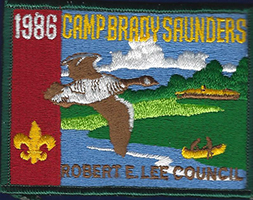 1986 CAMP BRADY SAUNDERS
ROBERT E. LEE COUNCIL